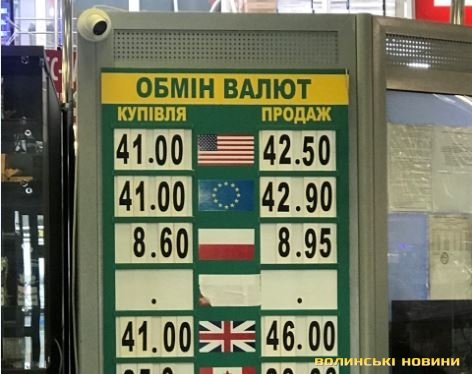 ОБМІН ВАЛЮТ
КУПІВЛЯ ПРОДАЖ
41.00 42.50
41.00 42.90
8.60 8.95
. .
41.00 46.00
ВОЛИНСЬКІ НОВИНИ